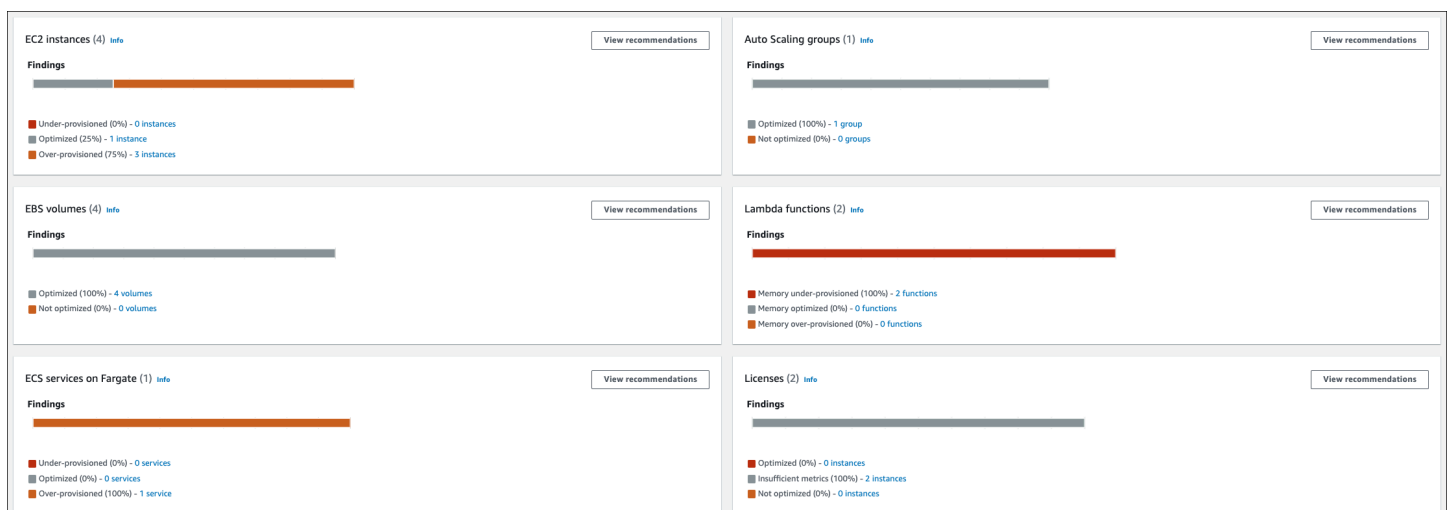 EC2 instances (4) Info
View recommendations
Findings
Under-provisioned (0%) - 0 instances
Optimized (25%) - 1 instance
Over-provisioned (75%) - 3 instances
Auto Scaling groups (1) Info
View recommendations
Findings
Optimized (100%) - 1 group
Not optimized (0%) - 0 groups
EBS volumes (4) Info
View recommendations
Findings
Optimized (100%) - 4 volumes
Not optimized (0%) - 0 volumes
Lambda functions (2) Info
View recommendations
Findings
Memory under-provisioned (100%) - 2 functions
Memory optimized (0%) - 0 functions
Memory over-provisioned (0%) - 0 functions
ECS services on Fargate (1) Info
View recommendations
Findings
Under-provisioned (0%) - 0 services
Optimized (0%) - 0 services
Over-provisioned (100%) - 1 service
Licenses (2) Info
View recommendations
Findings
Optimized (0%) - 0 instances
Insufficient metrics (100%) - 2 instances
Not optimized (0%) - 0 instances